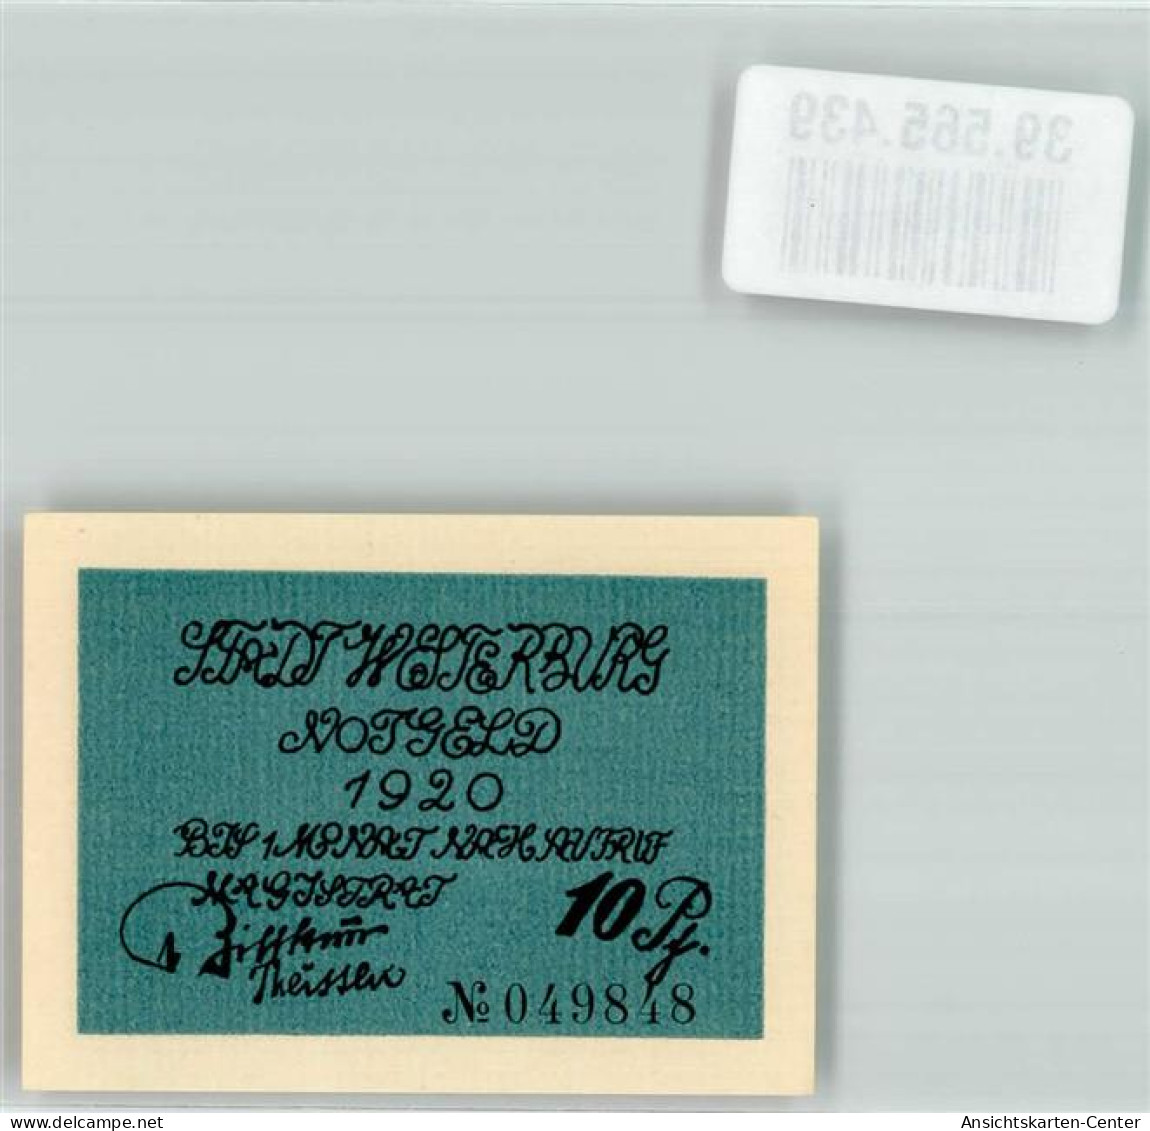 39.565.439
STADT WESTERBURG
NOTGELD
1920
BIS 1 MONAT NACH AUFRUF
MAGISTRAT
10 Pf.
Theissen
№ 049848
delcampe.net
Ansichtskarten-Center